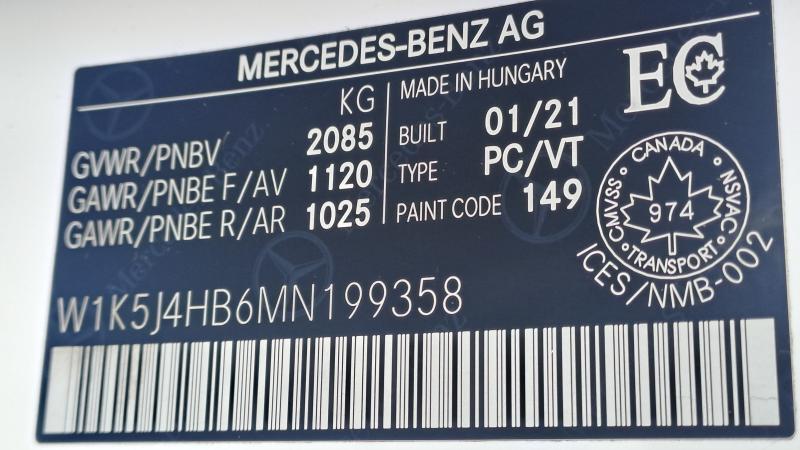 MERCEDES-BENZ AG
KG
GVWR/PNBV 2085
GAWR/PNBE F/AV 1120
GAWR/PNBE R/AR 1025
MADE IN HUNGARY
BUILT 01/21
TYPE PC/VT
PAINT CODE 149
EC
CANADA
CMVSS • NSVAC
974
TRANSPORT
ICES/NMB-002
W1K5J4HB6MN199358